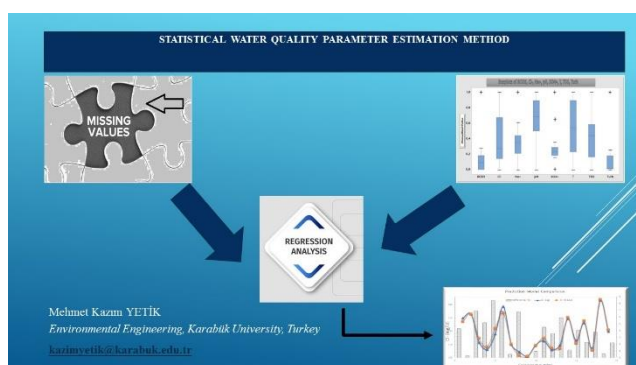 STATISTICAL WATER QUALITY PARAMETER ESTIMATION METHOD
MISSING
VALUES
REGRESSION
ANALYSIS
Mehmet Kazım YETİK
Environmental Engineering, Karabük University, Turkey
kazimyetik@karabuk.edu.tr